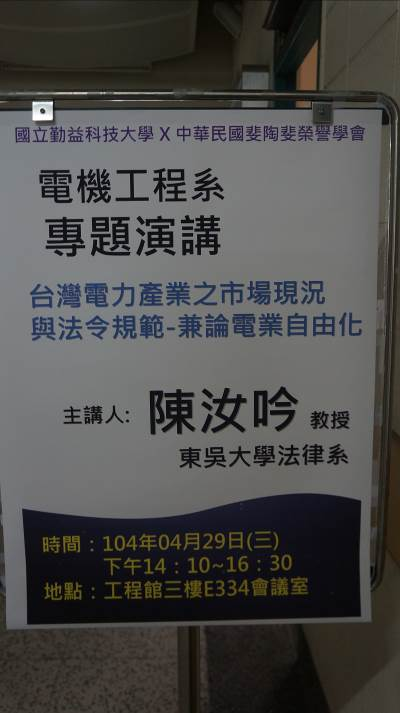 國立勤益科技大學 X 中華民國斐陶斐榮譽學會
電機工程系
專題演講
台灣電力產業之市場現況
與法令規範-兼論電業自由化
主講人: 陳汝吟 教授
東吳大學法律系
時間：104年04月29日(三)
下午14：10~16：30
地點：工程館三樓E334會議室